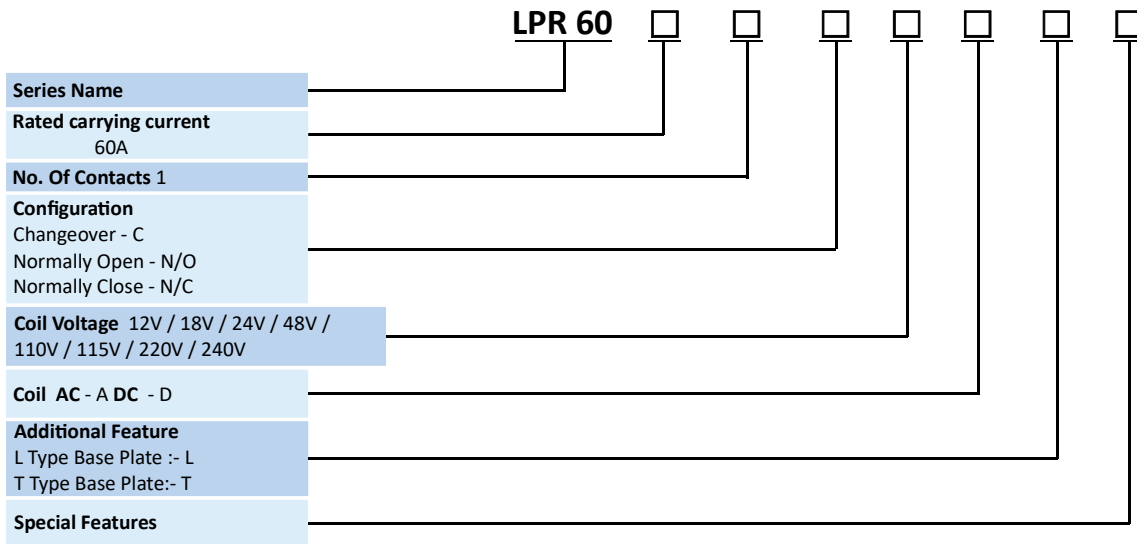 LPR 60 □ □ □ □ □ □ □
Series Name
Rated carrying current
60A
No. Of Contacts 1
Configuration
Changeover - C
Normally Open - N/O
Normally Close - N/C
Coil Voltage 12V / 18V / 24V / 48V /
110V / 115V / 220V / 240V
Coil AC - A DC - D
Additional Feature
L Type Base Plate :- L
T Type Base Plate:- T
Special Features